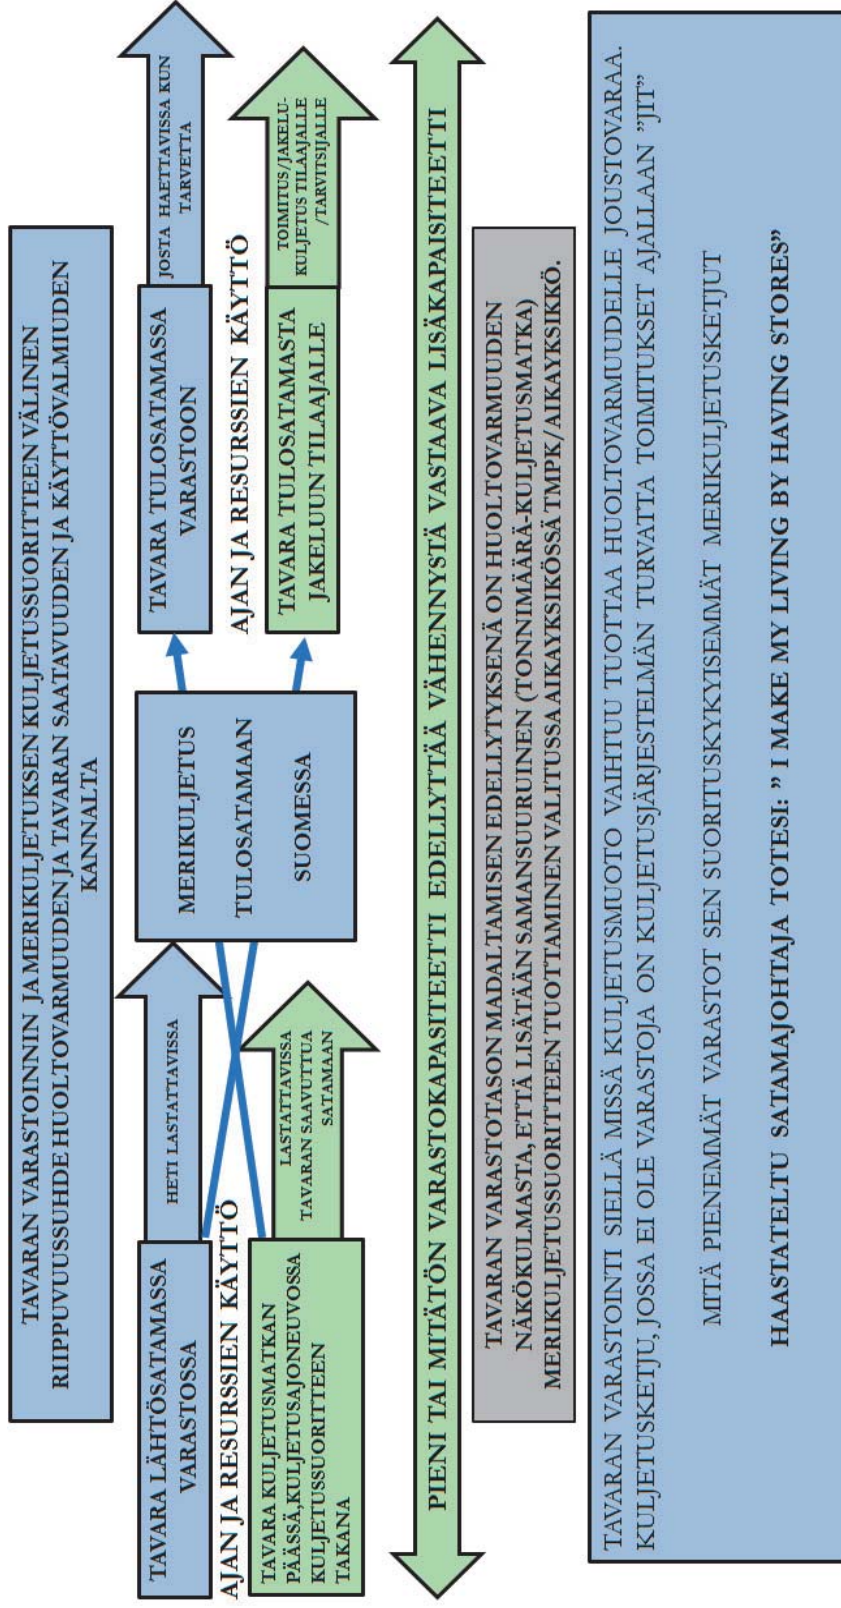 TAVARAN VARASTOINNIN JA MERIKULJETUKSEN KULJETUSSUORITTEEN VÄLINEN
RIIPPUVUUSSUHDE HUOLTOVARMUUDEN JA TAVARAN SAATAVUUDEN JA KÄYTTÖVALMIUDEN
KANNALTA
TAVARA LÄHTÖSATAMASSA
VARASTOSSA
HETI LASTATTAVISSA
AJAN JA RESURSSIEN KÄYTTÖ
TAVARA KULJETUSMATKAN
PÄÄSSÄ,KULJETUSAJONEUVOSSA
KULJETUSSUORITTEEN
TAKANA
LASTATTAVISSA
TAVARAN SAAVUTTUA
SATAMAAN
MERIKULJETUS
TULOSATAMAAN
SUOMESSA
TAVARA TULOSATAMASSA
VARASTOON
JOSTA HAETTAVISSA KUN
TARVETTA
AJAN JA RESURSSIEN KÄYTTÖ
TAVARA TULOSATAMASTA
JAKELUUN TILAAJALLE
TOIMITUS/JAKELU-
KULJETUS TILAAJALLE
/TARVITSIJALLE
PIENI TAI MITÄTÖN VARASTOKAPASITEETTI EDELLYTTÄÄ VÄHENNYSTÄ VASTAAVA LISÄKAPAISITEETTI
TAVARAN VARASTOTASON MADALTAMISEN EDELLYTYKSENÄ ON HUOLTOVARMUUDEN
NÄKÖKULMASTA, ETTÄ LISÄTÄÄN SAMANSUURUINEN (TONNIMÄÄRÄ-KULJETUSMATKA)
MERIKULJETUSSUORITTEEN TUOTTAMINEN VALITUSSA AIKAYKSIKÖSSÄ TMPK/AIKAYKSIKKÖ.
TAVARAN VARASTOINTI SIELLÄ MISSÄ KULJETUSMUOTO VAIHTUU TUOTTAA HUOLTOVARMUUDELLE JOUSTOVARAA.
KULJETUSKETJU, JOSSA EI OLE VARASTOJA ON KULJETUSJÄRJESTELMÄN TURVATTA TOIMITUKSET AJALLAAN ”JIT”
MITÄ PIENEMMÄT VARASTOT SEN SUORITUSKYKYISEMMÄT MERIKULJETUSKETJUT
HAASTATELTU SATAMAJOHTAJA TOTESI: ” I MAKE MY LIVING BY HAVING STORES”